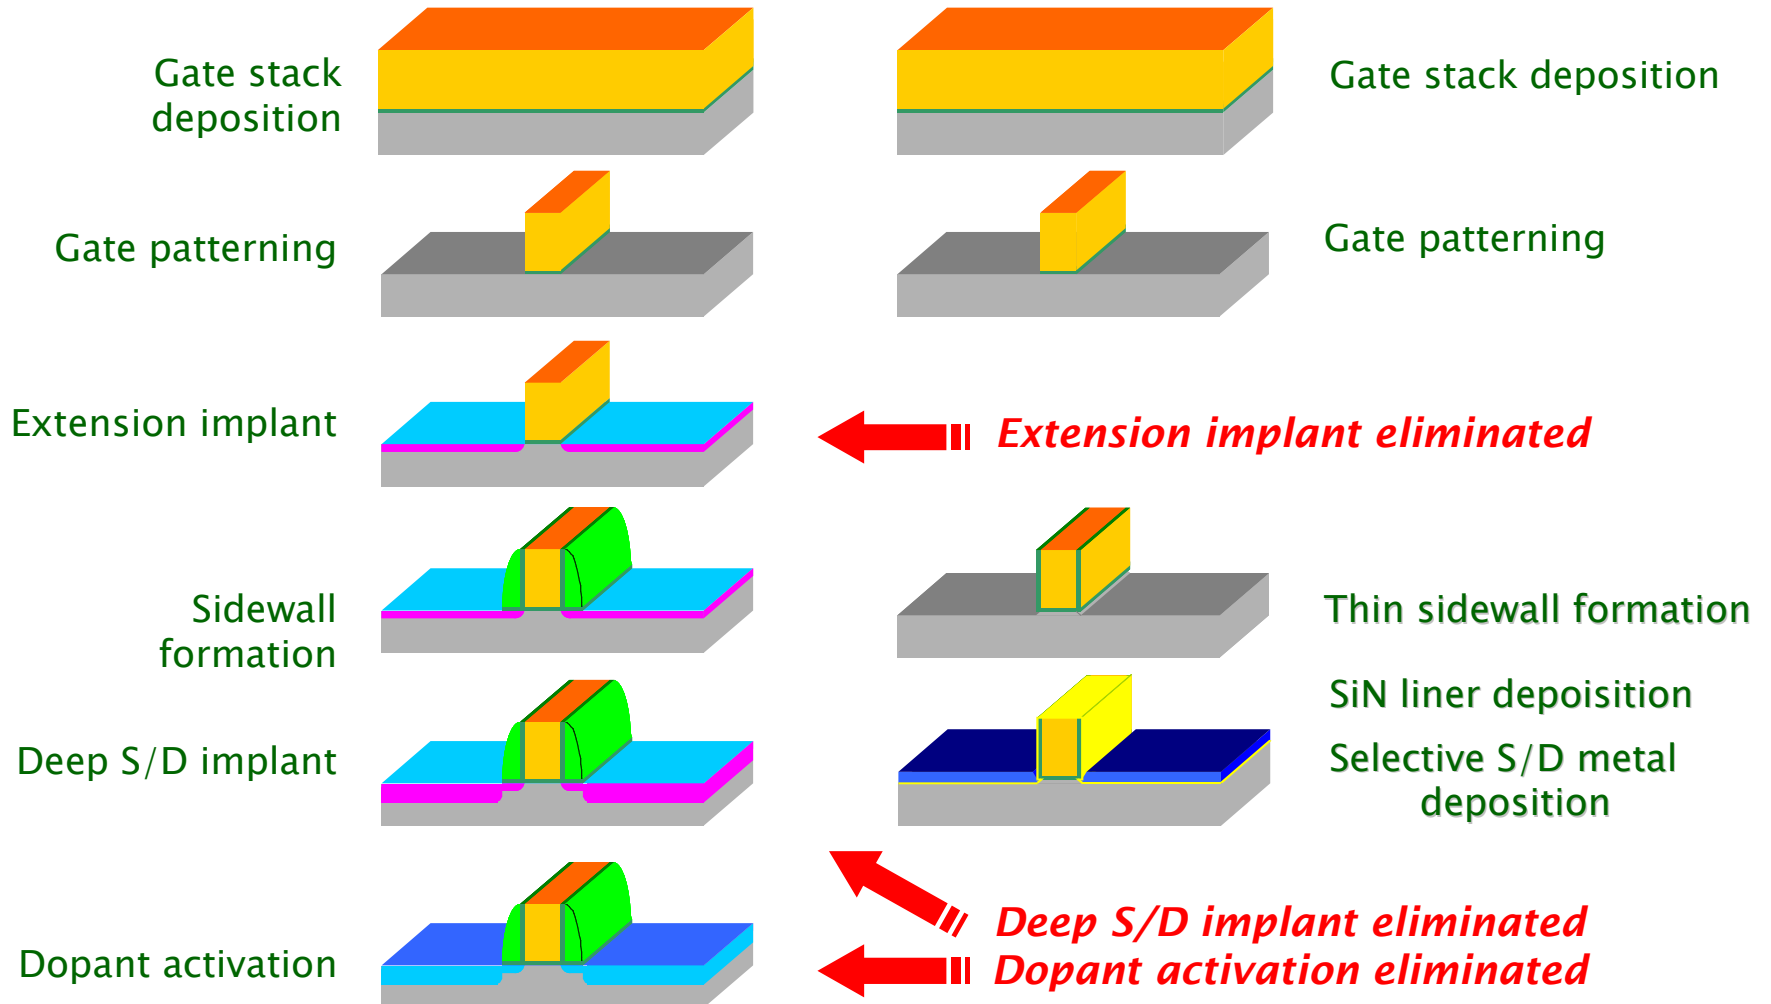 Gate stack
deposition
Gate stack deposition
Gate patterning
Gate patterning
Extension implant
Extension implant eliminated
Sidewall
formation
Thin sidewall formation
SiN liner depoisition
Deep S/D implant
Selective S/D metal
deposition
Deep S/D implant eliminated
Dopant activation
Dopant activation eliminated